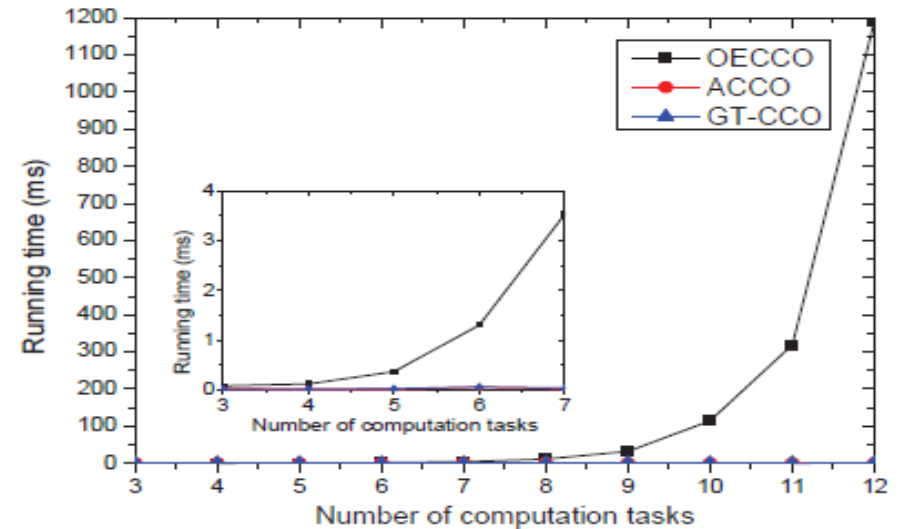 1200
1100
1000
900
800
700
600
500
400
300
200
100
0
Running time (ms)
OECCO
ACCO
GT-CCO
4
3
2
1
0
Running time (ms)
3 4 5 6 7
Number of computation tasks
3 4 5 6 7 8 9 10 11 12
Number of computation tasks